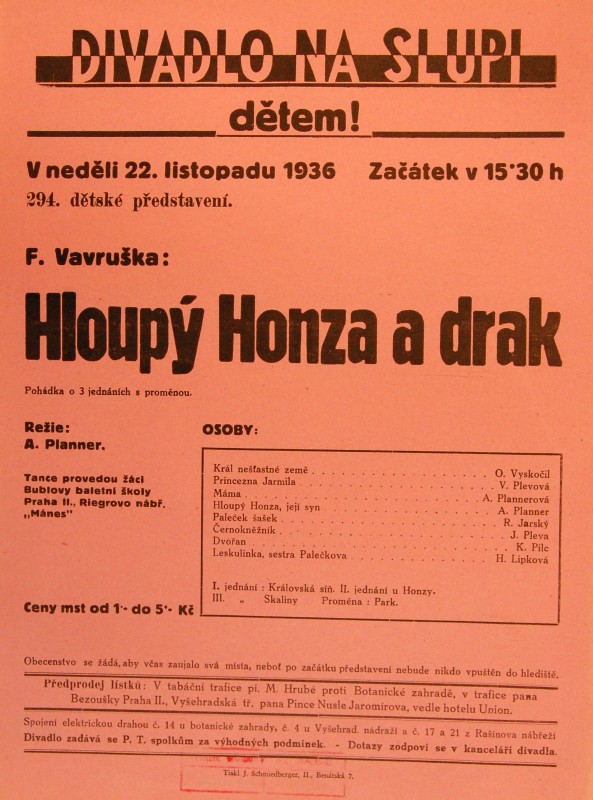 DIVADLO NA SLUPI
dětem!
V neděli 22. listopadu 1936 Začátek v 15·30 h
294. dětské představení.
F. Vavruška:
Hloupý Honza a drak
Pohádka o 3 jednáních s proměnou.
Režie:
A. Planner.
Tance provedou žáci
Bublovy baletní školy
Praha II., Riegrovo nábř.
„Mánes"
Ceny mst od 1·- do 5·- Kč
OSOBY:
Král nešťastné země . . . . . . . . . . . . . . . O. Vyskočil
Princezna Jarmila . . . . . . . . . . . . . . . V. Plevová
Máma . . . . . . . . . . . . . . . A. Plannerová
Hloupý Honza, její syn . . . . . . . . . . . . . . . A. Planner
Paleček šašek . . . . . . . . . . . . . . . R. Jarský
Černokněžník . . . . . . . . . . . . . . . J. Pleva
Dvořan . . . . . . . . . . . . . . . K. Pilc
Leskulinka, sestra Palečkova . . . . . . . . . . . . . . . H. Lipková
I. jednání : Královská síň. II. jednání u Honzy.
III. „ Skaliny Proměna : Park.
Obecenstvo se žádá, aby včas zaujalo svá místa, neboť po začátku představení nebude nikdo vpuštěn do hlediště.
Předprodej lístků: V tabáční trafice pí. M. Hrubé proti Botanické zahradě, v trafice pana
Bezoušky Praha II., Vyšehradská tř. pana Pince Nusle Jaromírova, vedle hotelu Union.
Spojení elektrickou drahou č. 14 u botanické zahrady, č. 4 u Vyšehrad. nádraží a č. 17 a 21 z Rašínova nábřeží
Divadlo zadává se P. T. spolkům za výhodných podmínek. - Dotazy zodpoví se v kanceláři divadla.
Tiskl J. Schmiedberger, II., Benátská 7.